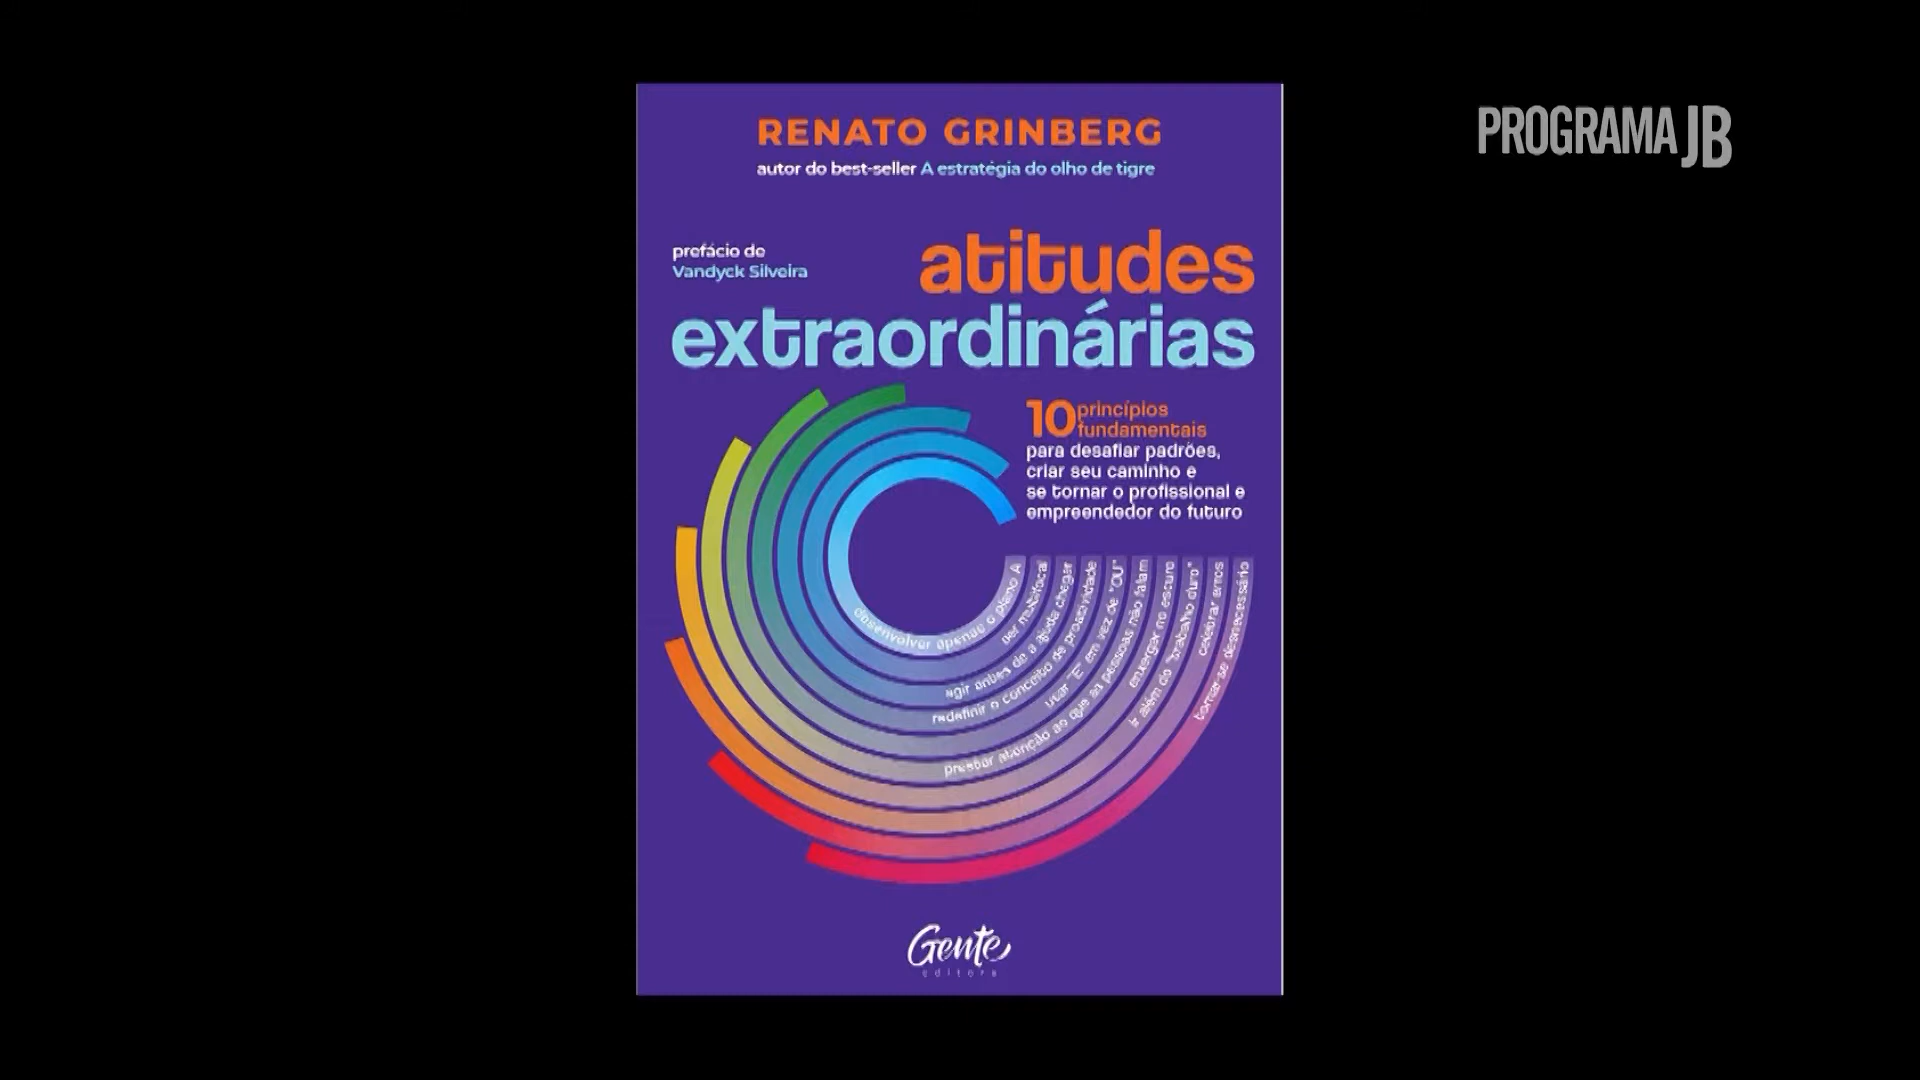 PROGRAMA JB
RENATO GRINBERG
autor do best-seller A estratégia do olho de tigre
prefácio de
Vandyck Silveira
atitudes
extraordinárias
10 princípios
fundamentais
para desafiar padrões,
criar seu caminho e
se tornar o profissional e
empreendedor do futuro
desenvolver apenas o plano A
ser multifocal
agir antes de a ajuda chegar
redefinir o conceito de prosperidade
usar "E" em vez de "OU"
prestar atenção ao que as pessoas não falam
enxergar no escuro
ir além do "trabalho duro"
celebrar erros
tornar-se desnecessário
Gente
editora